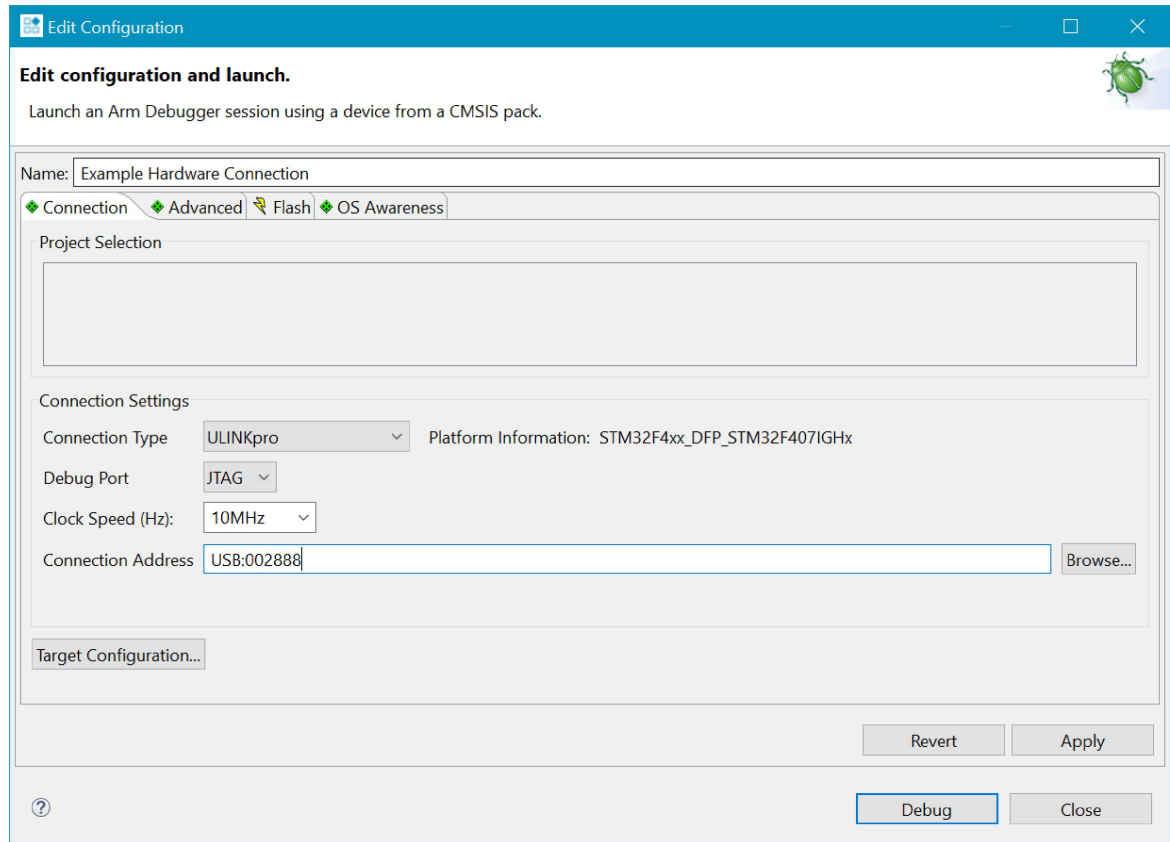 Edit Configuration
Edit configuration and launch.
Launch an Arm Debugger session using a device from a CMSIS pack.
Name: Example Hardware Connection
Connection Advanced Flash OS Awareness
Project Selection
Connection Settings
Connection Type ULINKpro Platform Information: STM32F4xx_DFP_STM32F407IGHx
Debug Port JTAG
Clock Speed (Hz): 10MHz
Connection Address USB:002888 Browse...
Target Configuration...
Revert Apply
? Debug Close